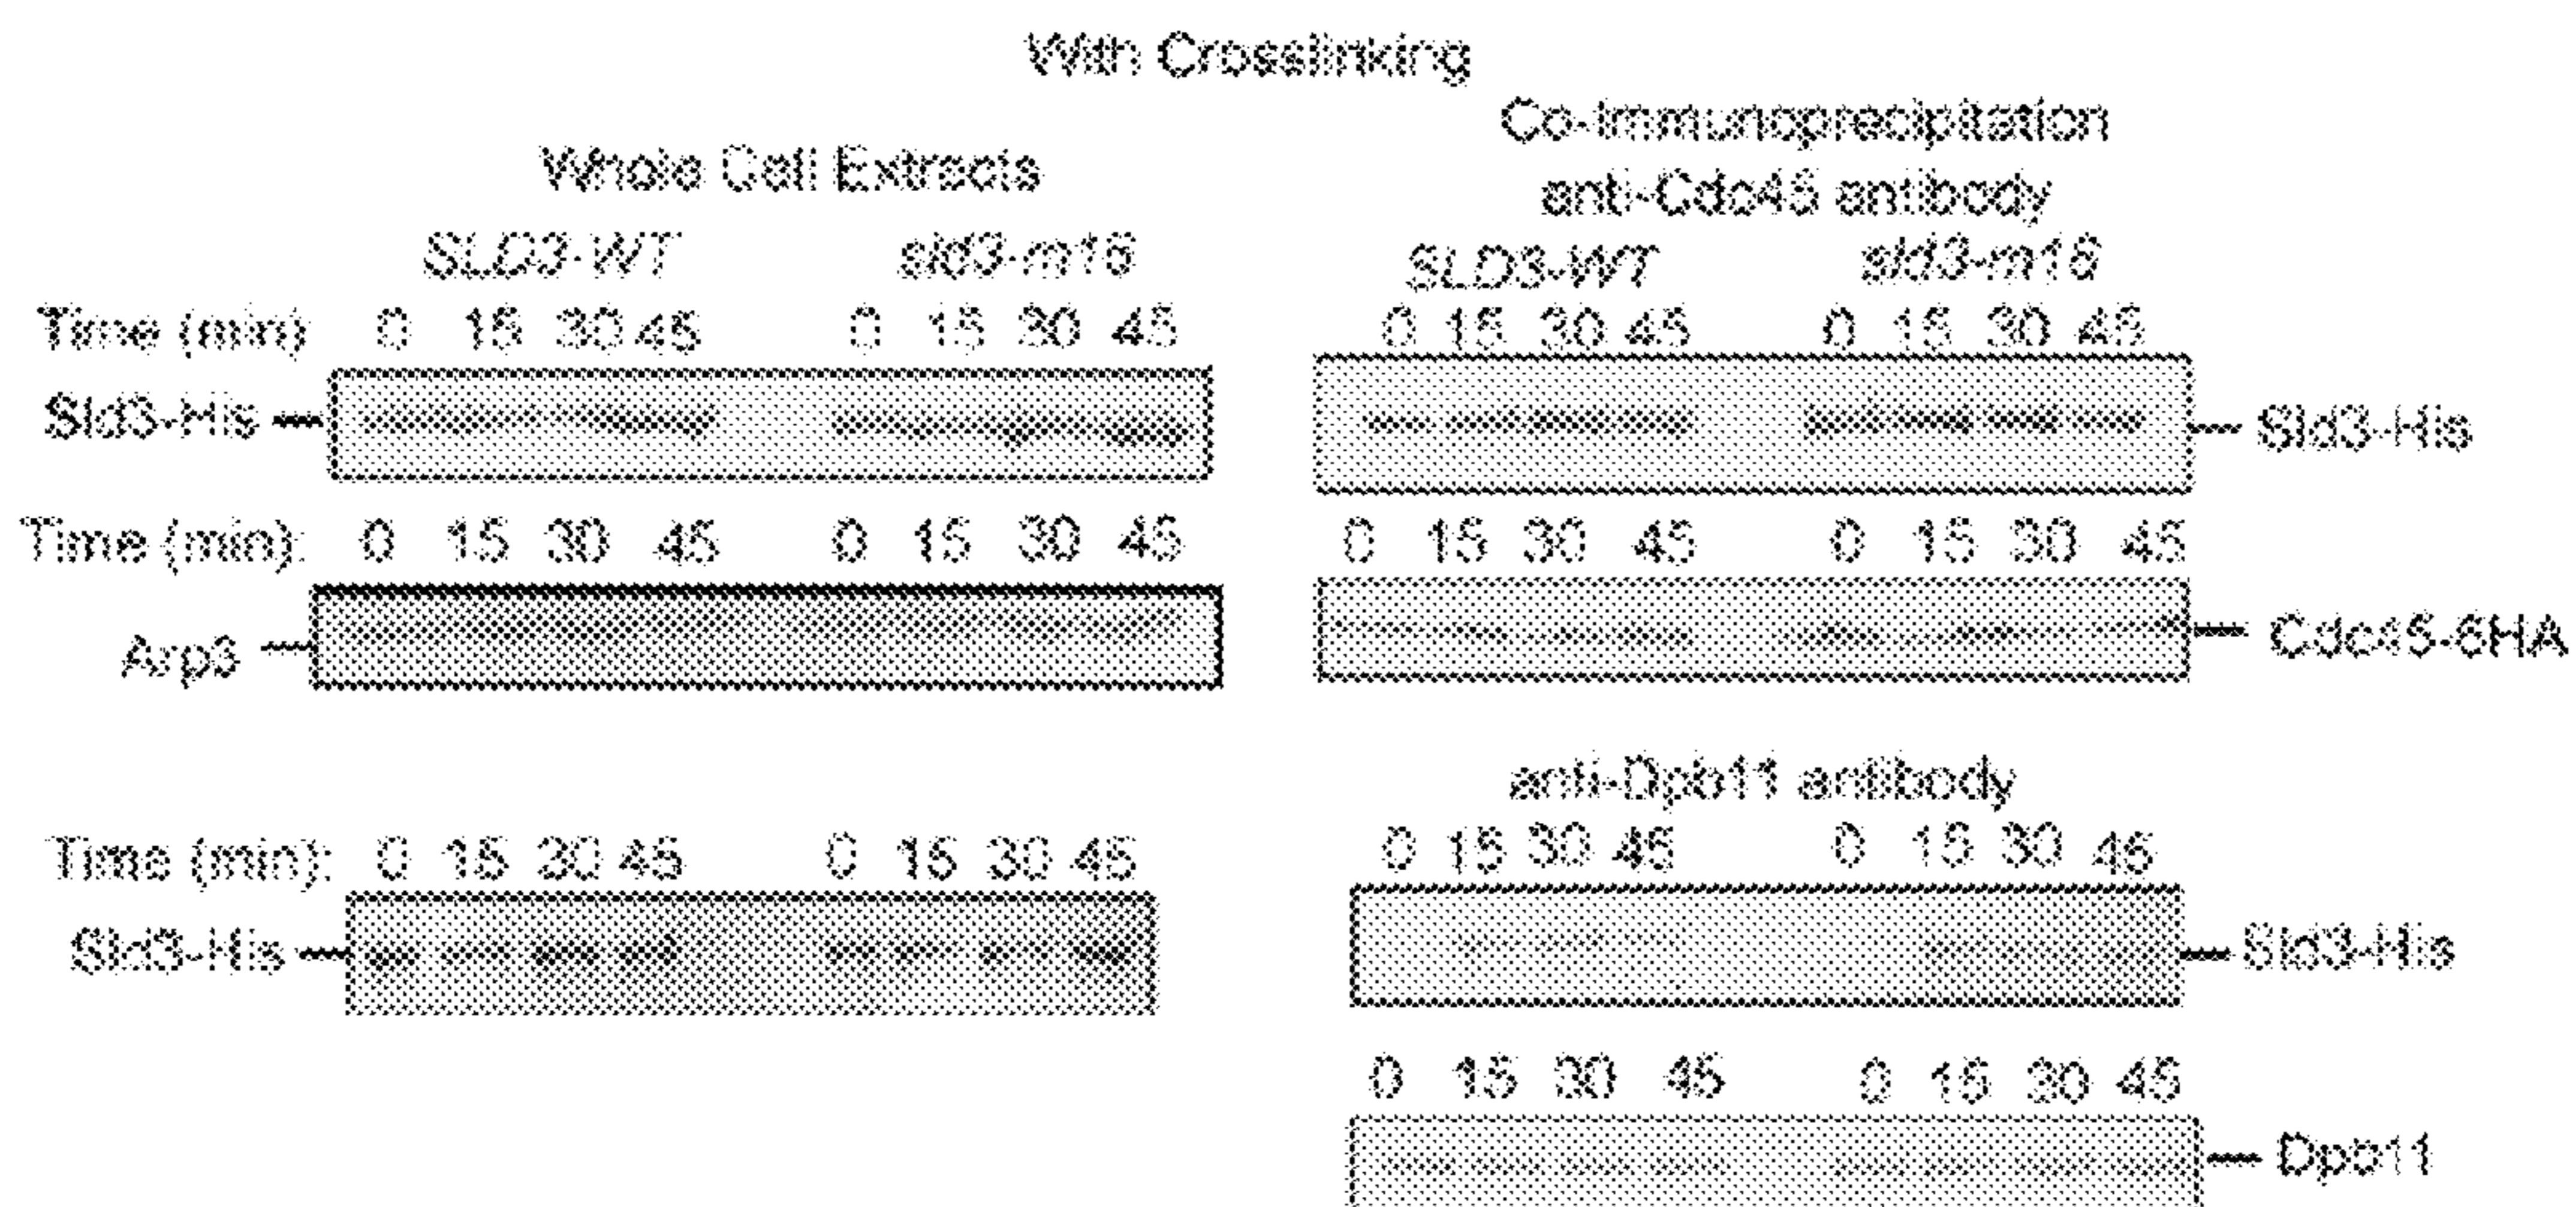 With Crosslinking
Whole Cell Extracts
SLD3-WT sld3-m16
Time (min) 0 15 30 45 0 15 30 45
Sld3-His
Time (min): 0 15 30 45 0 15 30 45
Arp3
Time (min): 0 15 30 45 0 15 30 45
Sld3-His
Co-Immunoprecipitation
anti-Cdc45 antibody
SLD3-WT sld3-m16
0 15 30 45 0 15 30 45
Sld3-His
0 15 30 45 0 15 30 45
Cdc45-6HA
anti-Dpb11 antibody
0 15 30 45 0 15 30 45
Sld3-His
0 15 30 45 0 15 30 45
Dpb11